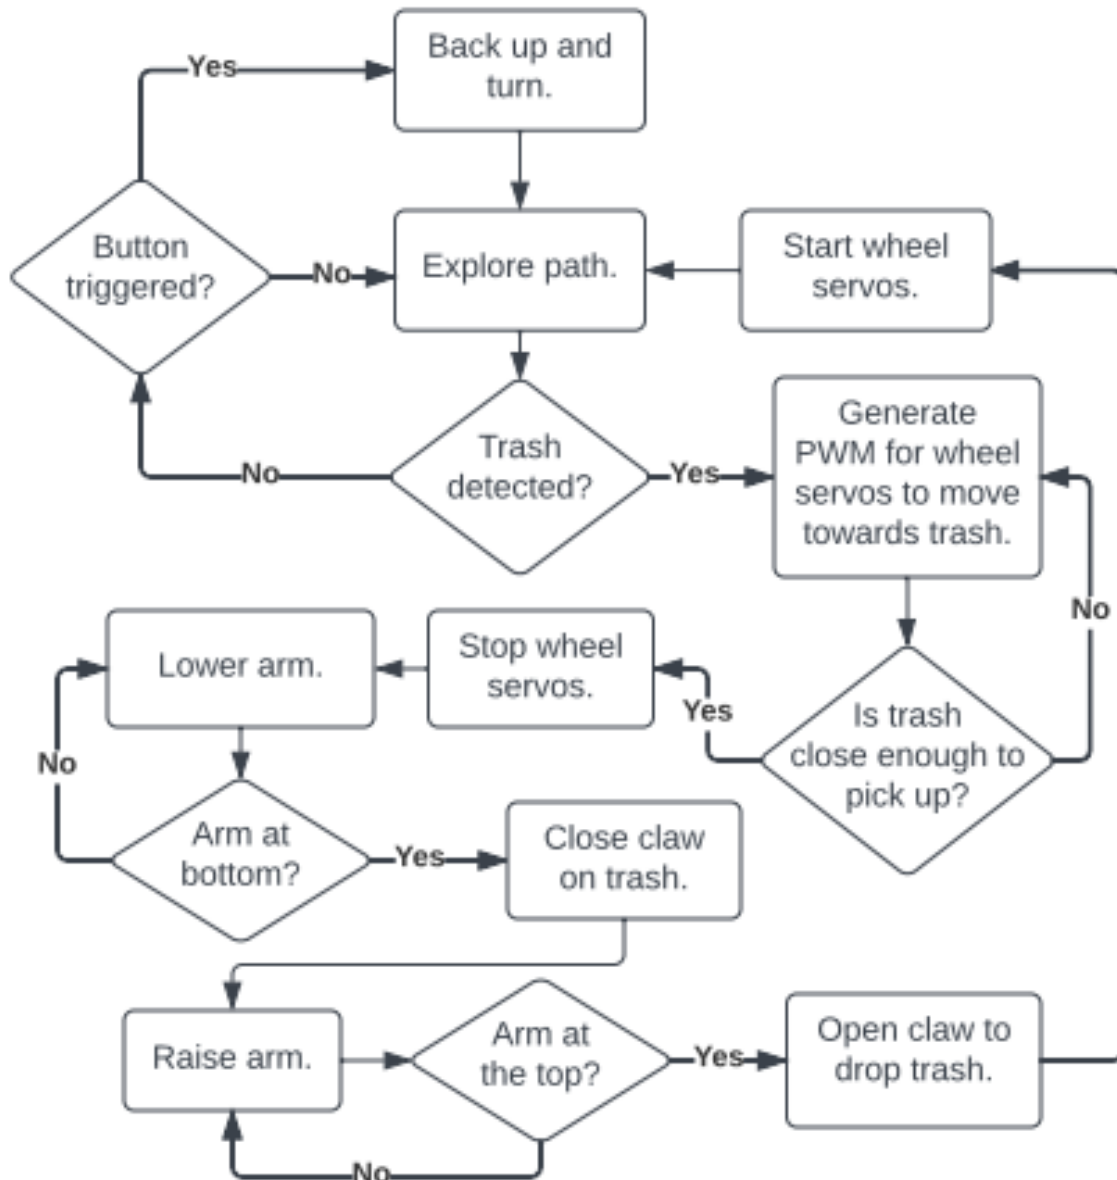 Yes
Back up and
turn.
Button
triggered?
No
Explore path.
Start wheel
servos.
Trash
detected?
No
Yes
Generate
PWM for wheel
servos to move
towards trash.
No
Lower arm.
Stop wheel
servos.
Yes
Is trash
close enough to
pick up?
No
Arm at
bottom?
Yes
Close claw
on trash.
Raise arm.
Arm at
the top?
Yes
Open claw to
drop trash.
No